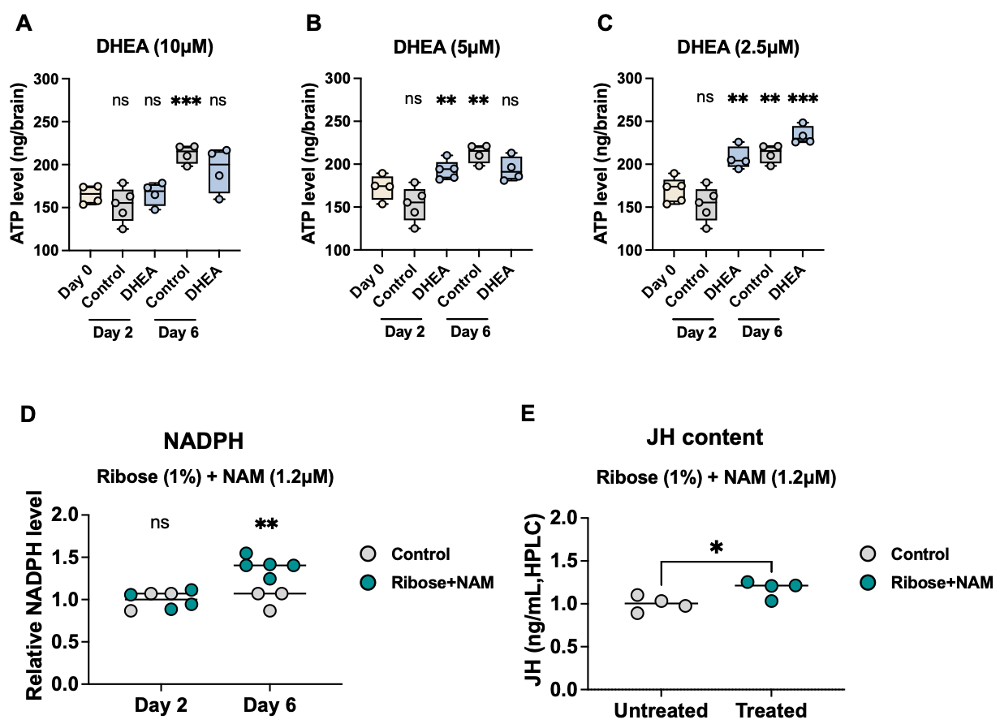 A
DHEA (10µM)
ATP level (ng/brain)
300
250
200
150
100
ns ns *** ns
Day 0 Control DHEA Control DHEA
Day 2 Day 6
B
DHEA (5µM)
ATP level (ng/brain)
300
250
200
150
100
ns ** ** ns
Day 0 Control DHEA Control DHEA
Day 2 Day 6
C
DHEA (2.5µM)
ATP level (ng/brain)
300
250
200
150
100
ns ** ** ***
Day 0 Control DHEA Control DHEA
Day 2 Day 6
D
NADPH
Ribose (1%) + NAM (1.2µM)
Relative NADPH level
2.0
1.5
1.0
0.5
0.0
ns **
Day 2 Day 6
Control
Ribose+NAM
E
JH content
Ribose (1%) + NAM (1.2µM)
JH (ng/mL,HPLC)
2.0
1.5
1.0
0.5
0.0
*
Untreated Treated
Control
Ribose+NAM